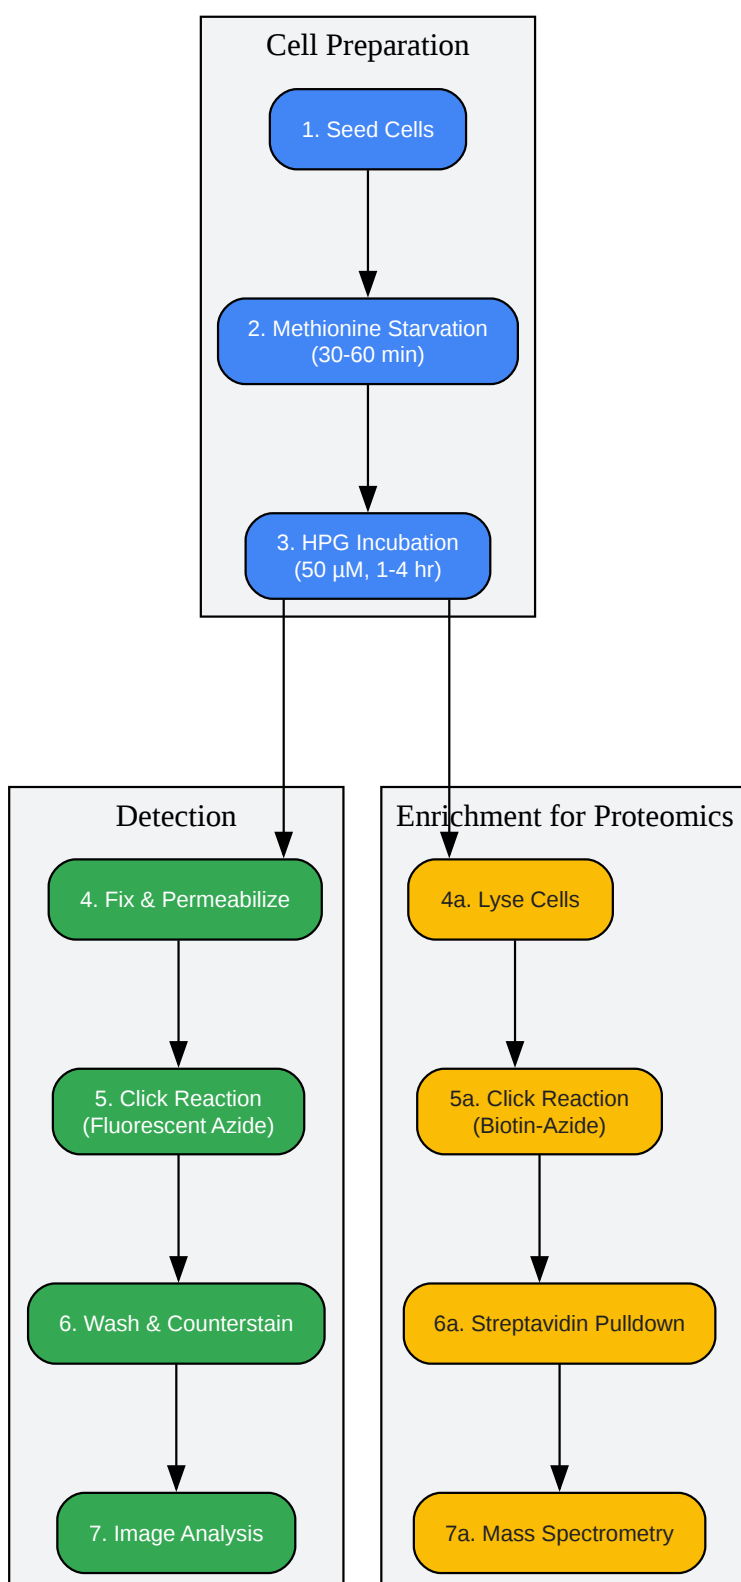 Cell Preparation
1. Seed Cells
2. Methionine Starvation
(30-60 min)
3. HPG Incubation
(50 µM, 1-4 hr)
Detection
4. Fix & Permeabilize
5. Click Reaction
(Fluorescent Azide)
6. Wash & Counterstain
7. Image Analysis
Enrichment for Proteomics
4a. Lyse Cells
5a. Click Reaction
(Biotin-Azide)
6a. Streptavidin Pulldown
7a. Mass Spectrometry